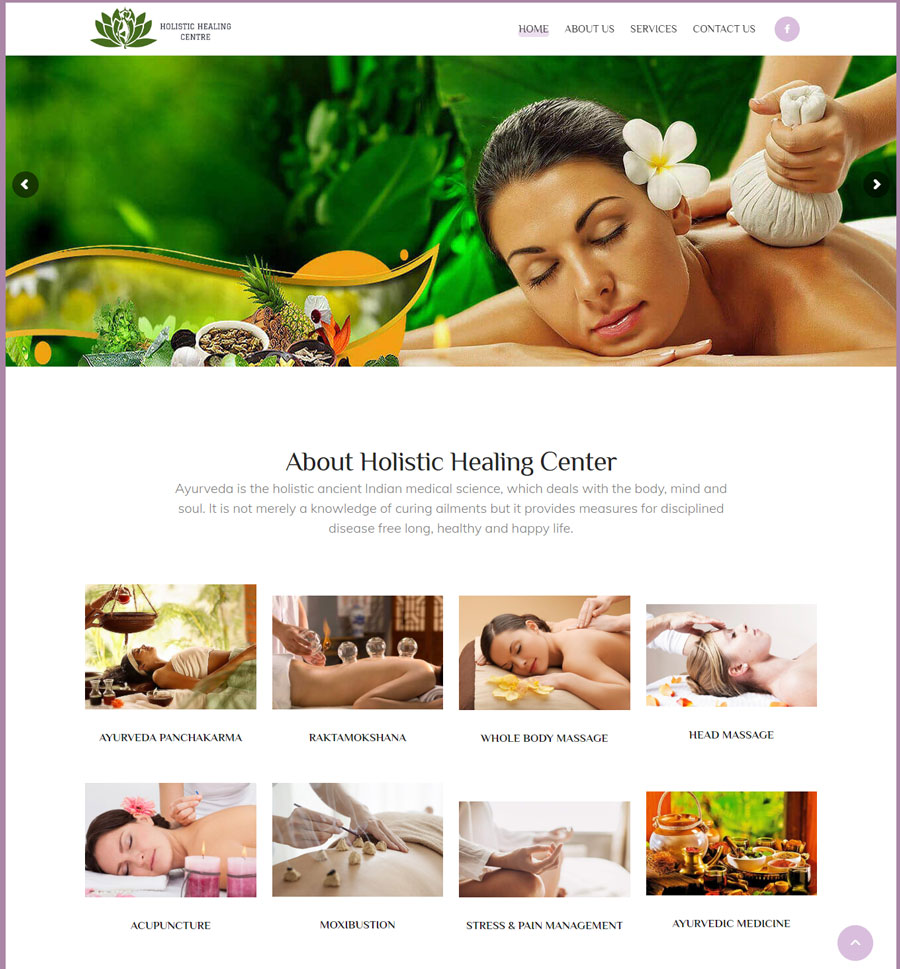 HOLISTIC HEALING
CENTRE
HOME ABOUT US SERVICES CONTACT US f
About Holistic Healing Center
Ayurveda is the holistic ancient Indian medical science, which deals with the body, mind and
soul. It is not merely a knowledge of curing ailments but it provides measures for disciplined
disease free long, healthy and happy life.
AYURVEDA PANCHAKARMA RAKTAMOKSHANA WHOLE BODY MASSAGE HEAD MASSAGE
ACUPUNCTURE MOXIBUSTION STRESS & PAIN MANAGEMENT AYURVEDIC MEDICINE